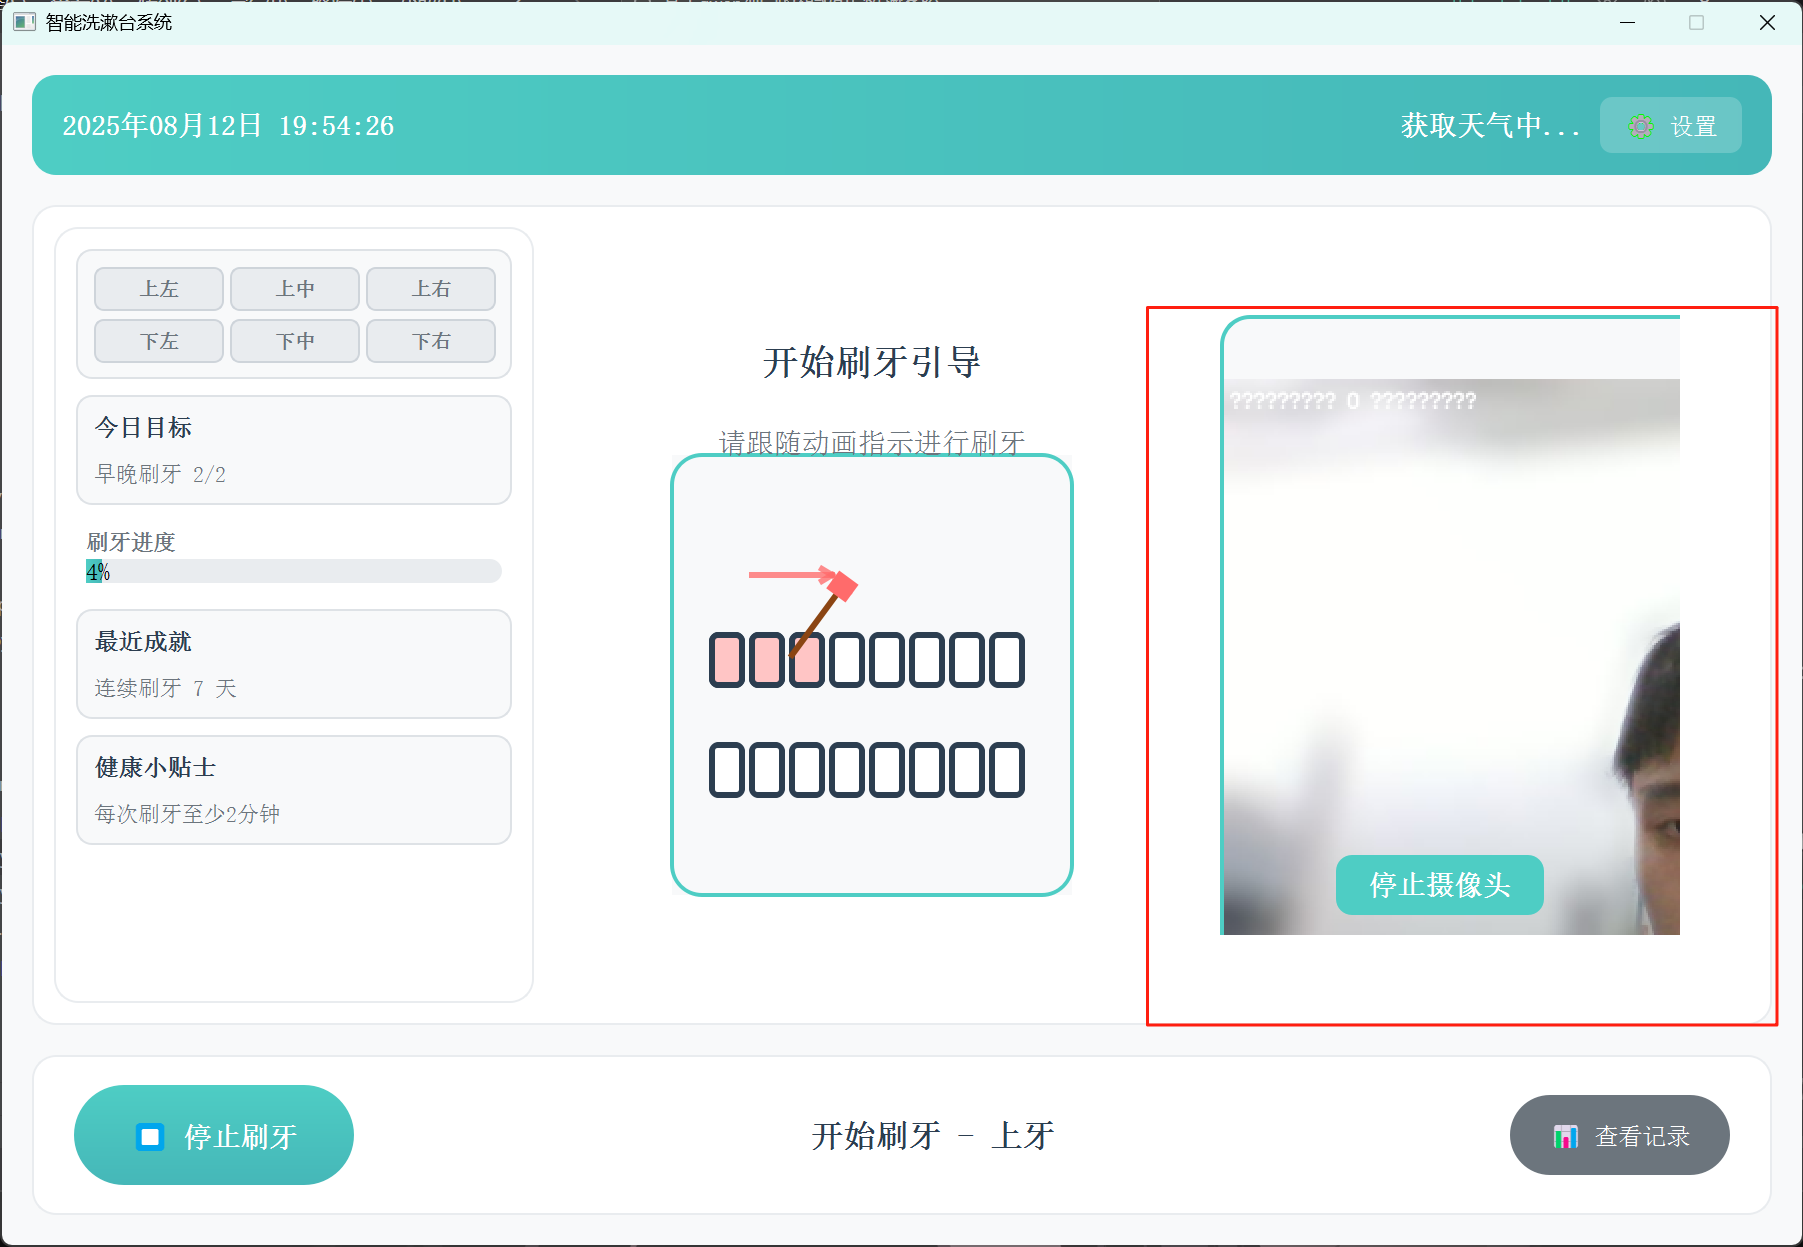 智能洗漱台系统
2025年08月12日 19:54:26
获取天气中...
设置
上左
上中
上右
下左
下中
下右
今日目标
早晚刷牙 2/2
刷牙进度
4%
最近成就
连续刷牙 7 天
健康小贴士
每次刷牙至少2分钟
开始刷牙引导
请跟随动画指示进行刷牙
????????? 0 ?????????
停止摄像头
停止刷牙
开始刷牙 - 上牙
查看记录